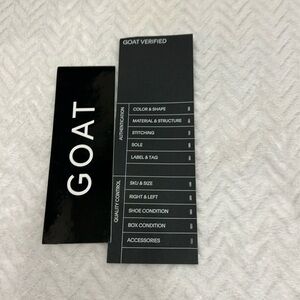 GOAT
GOAT VERIFIED
AUTHENTICATION
COLOR & SHAPE
MATERIAL & STRUCTURE
STITCHING
SOLE
LABEL & TAG
QUALITY CONTROL
SKU & SIZE
RIGHT & LEFT
SHOE CONDITION
BOX CONDITION
ACCESSORIES